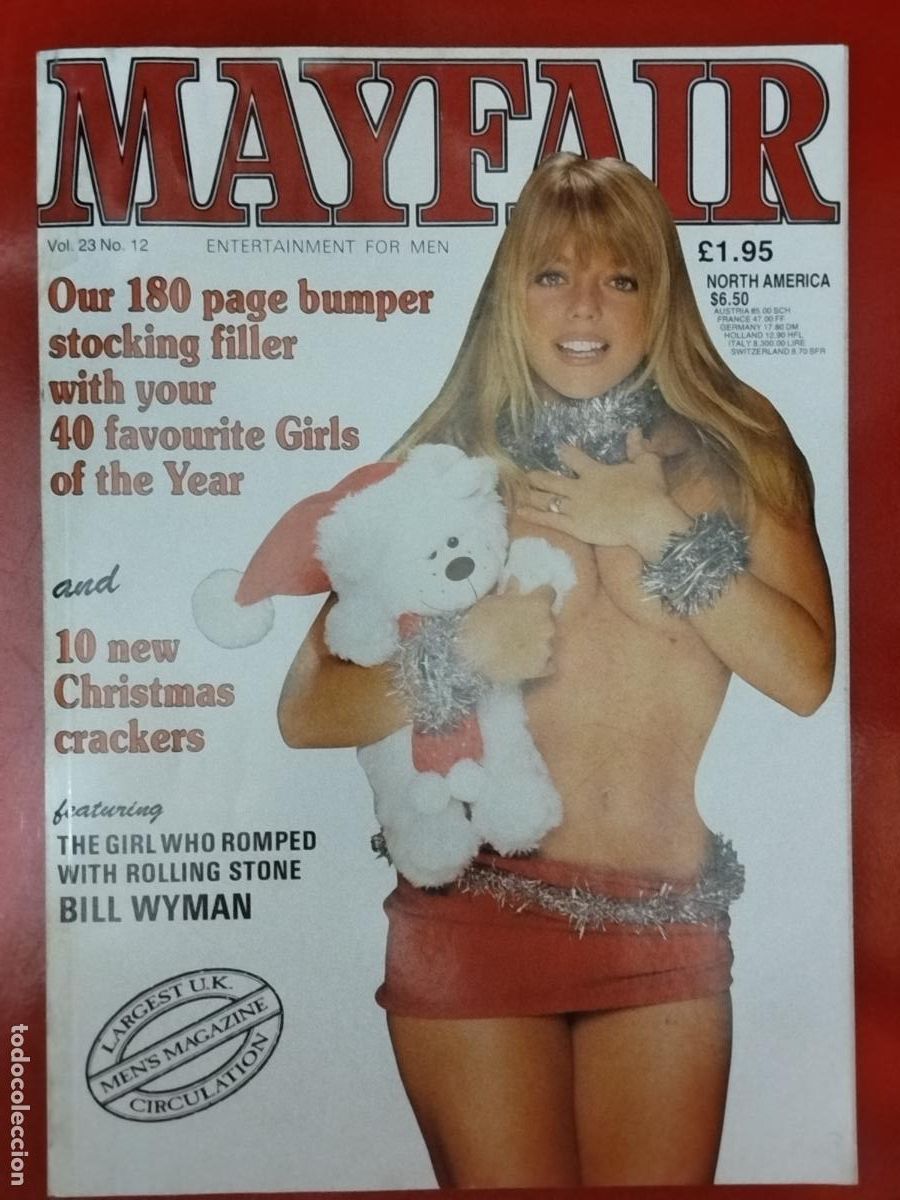 MAYFAIR
Vol. 23 No. 12
ENTERTAINMENT FOR MEN
£1.95
NORTH AMERICA
$6.50
AUSTRIA 85.00 SCH
FRANCE 47.00 FF
GERMANY 17.80 DM
HOLLAND 12.90 HFL
ITALY 8,300.00 LIRE
SWITZERLAND 8.70 SFR
Our 180 page bumper
stocking filler
with your
40 favourite Girls
of the Year
and
10 new
Christmas
crackers
featuring
THE GIRL WHO ROMPED
WITH ROLLING STONE
BILL WYMAN
LARGEST U.K.
MEN'S MAGAZINE
CIRCULATION
todocoleccion